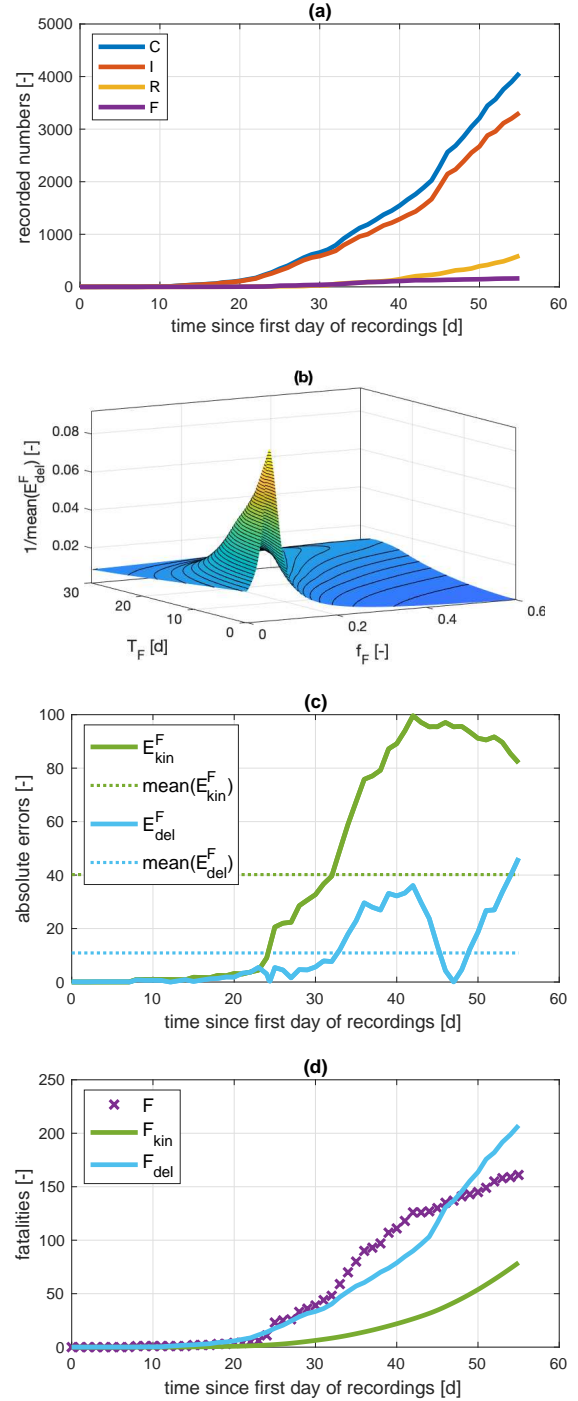 (a)
5000
4000
3000
2000
1000
0
recorded numbers [-]
C
I
R
F
0 10 20 30 40 50 60
time since first day of recordings [d]
(b)
0.08
0.06
0.04
0.02
1/mean(E^F_del) [-]
30 20 10 0
T_F [d]
0 0.2 0.4 0.6
f_F [-]
(c)
100
80
60
40
20
0
absolute errors [-]
E^F_kin
mean(E^F_kin)
E^F_del
mean(E^F_del)
0 10 20 30 40 50 60
time since first day of recordings [d]
(d)
250
200
150
100
50
0
fatalities [-]
F
F_kin
F_del
0 10 20 30 40 50 60
time since first day of recordings [d]